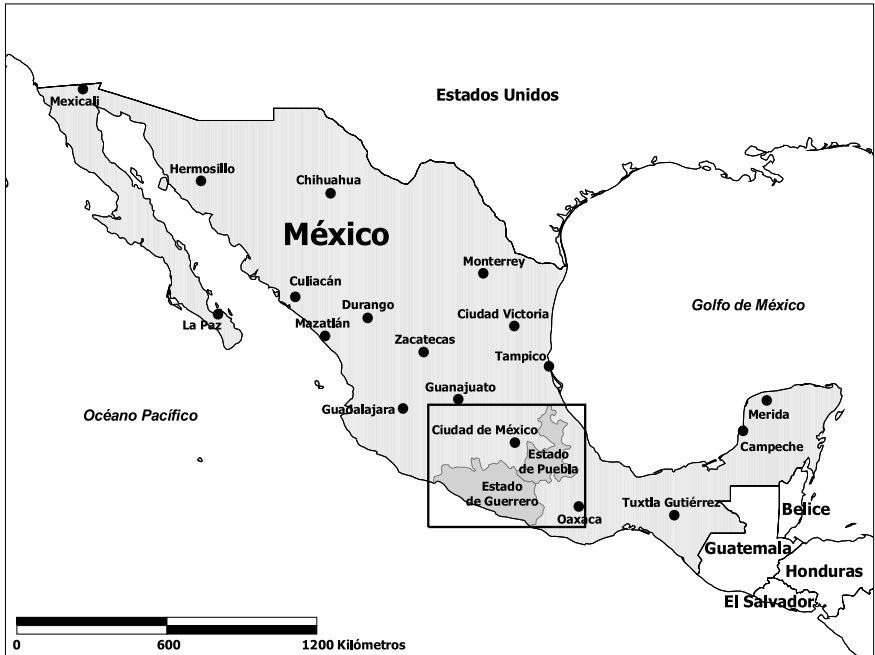 Estados Unidos
Mexicali
Hermosillo
Chihuahua
México
Monterrey
Culiacán
Durango
Ciudad Victoria
Golfo de México
La Paz
Mazatlán
Zacatecas
Tampico
Guanajuato
Océano Pacífico
Guadalajara
Merida
Ciudad de México
Campeche
Estado
de Puebla
Estado
de Guerrero
Tuxtla Gutiérrez
Oaxaca
Belice
Guatemala
Honduras
El Salvador
0 600 1200 Kilómetros